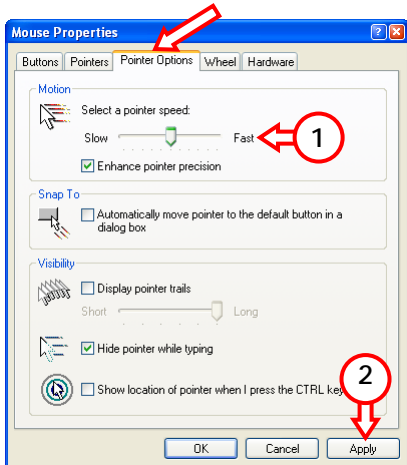 Mouse Properties
Buttons Pointers Pointer Options Wheel Hardware
Motion
Select a pointer speed:
Slow Fast 1
Enhance pointer precision
Snap To
Automatically move pointer to the default button in a
dialog box
Visibility
Display pointer trails
Short Long
Hide pointer while typing
Show location of pointer when I press the CTRL key
2
OK Cancel Apply